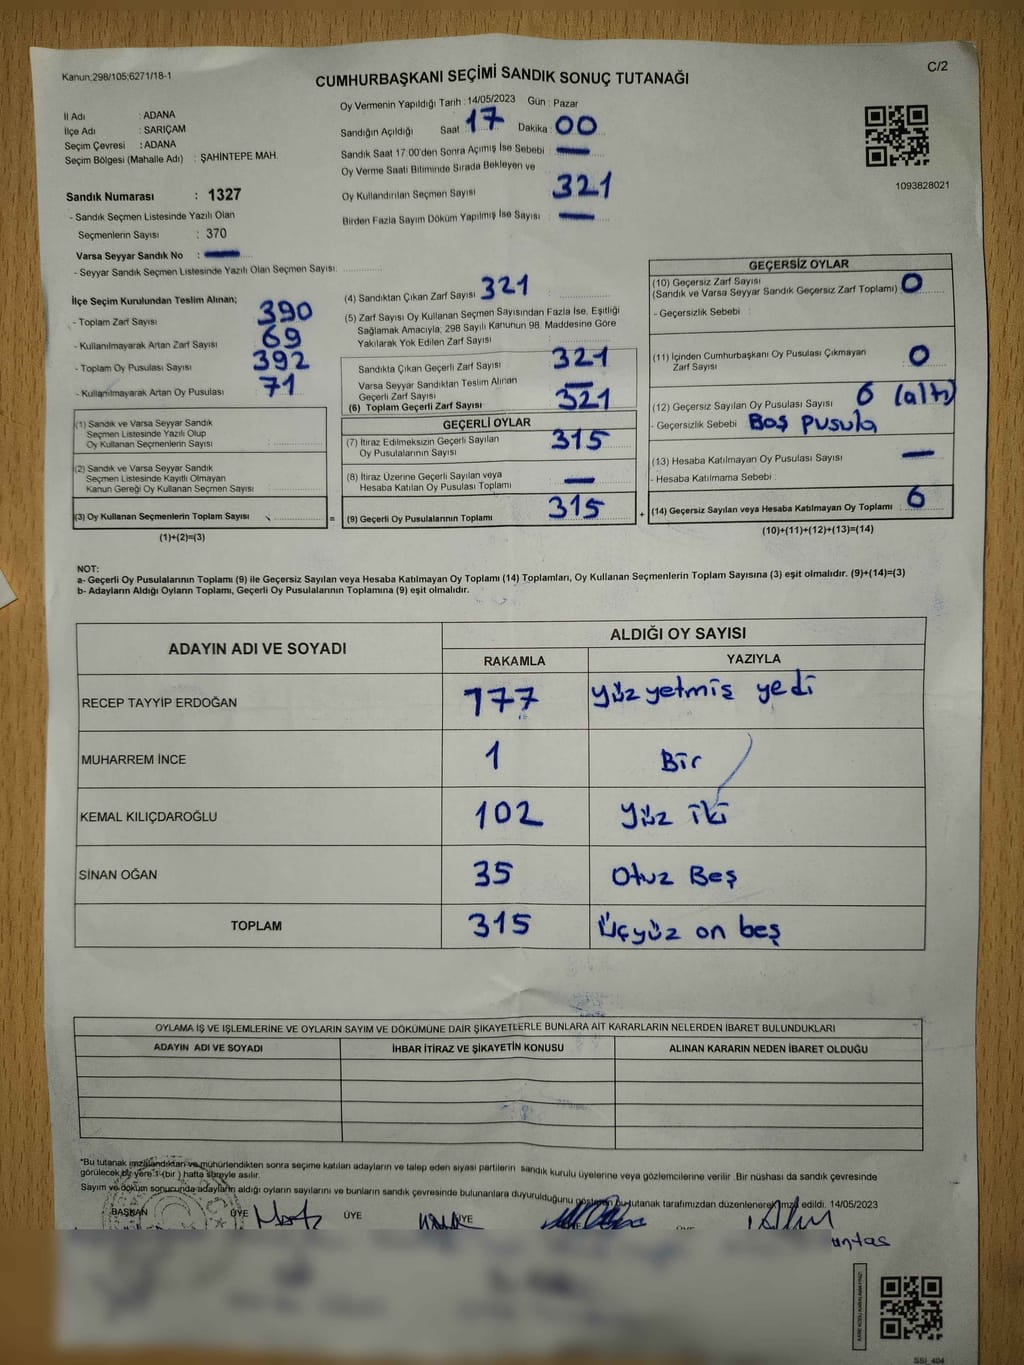 Kanun;298/105;6271/18-1
C/2
CUMHURBAŞKANI SEÇİMİ SANDIK SONUÇ TUTANAĞI
İl Adı : ADANA
İlçe Adı : SARIÇAM
Seçim Çevresi : ADANA
Seçim Bölgesi (Mahalle Adı) : ŞAHİNTEPE MAH.
Sandık Numarası : 1327
- Sandık Seçmen Listesinde Yazılı Olan
Seçmenlerin Sayısı : 370
Varsa Seyyar Sandık No :
- Seyyar Sandık Seçmen Listesinde Yazılı Olan Seçmen Sayısı:
Oy Vermenin Yapıldığı Tarih : 14/05/2023 Gün : Pazar
Sandığın Açıldığı Saat 17 Dakika : 00
Sandık Saat 17.00'den Sonra Açımış İse Sebebi :
Oy Verme Saati Bitiminde Sırada Bekleyen ve
Oy Kullandırılan Seçmen Sayısı 321
Birden Fazla Sayım Döküm Yapılmış İse Sayısı :
1093828021
İlçe Seçim Kurulundan Teslim Alınan;
- Toplam Zarf Sayısı 390
- Kullanılmayarak Artan Zarf Sayısı 69
- Toplam Oy Pusulası Sayısı 392
- Kullanılmayarak Artan Oy Pusulası 71
(1) Sandık ve Varsa Seyyar Sandık
Seçmen Listesinde Yazılı Olup
Oy Kullanan Seçmenlerin Sayısı :
(2) Sandık ve Varsa Seyyar Sandık
Seçmen Listesinde Kayıtlı Olmayan
Kanun Gereği Oy Kullanan Seçmen Sayısı :
(3) Oy Kullanan Seçmenlerin Toplam Sayısı =
(1)+(2)=(3)
(4) Sandıktan Çıkan Zarf Sayısı 321
(5) Zarf Sayısı Oy Kullanan Seçmen Sayısından Fazla İse, Eşitliği
Sağlamak Amacıyla, 298 Sayılı Kanunun 98. Maddesine Göre
Yakılarak Yok Edilen Zarf Sayısı :
Sandıkta Çıkan Geçerli Zarf Sayısı 321
Varsa Seyyar Sandıktan Teslim Alınan
Geçerli Zarf Sayısı
(6) Toplam Geçerli Zarf Sayısı 321
GEÇERLİ OYLAR
(7) İtiraz Edilmeksizin Geçerli Sayılan
Oy Pusulalarının Sayısı 315
(8) İtiraz Üzerine Geçerli Sayılan veya
Hesaba Katılan Oy Pusulası Toplamı
(9) Geçerli Oy Pusulalarının Toplamı 315 +
GEÇERSİZ OYLAR
(10) Geçersiz Zarf Sayısı
(Sandık ve Varsa Seyyar Sandık Geçersiz Zarf Toplamı) 0
- Geçersizlik Sebebi :
(11) İçinden Cumhurbaşkanı Oy Pusulası Çıkmayan
Zarf Sayısı 0
(12) Geçersiz Sayılan Oy Pusulası Sayısı 6 (altı)
- Geçersizlik Sebebi Boş pusula
(13) Hesaba Katılmayan Oy Pusulası Sayısı
- Hesaba Katılmama Sebebi :
(14) Geçersiz Sayılan veya Hesaba Katılmayan Oy Toplamı 6
(10)+(11)+(12)+(13)=(14)
NOT:
a- Geçerli Oy Pusulalarının Toplamı (9) ile Geçersiz Sayılan veya Hesaba Katılmayan Oy Toplamı (14) Toplamları, Oy Kullanan Seçmenlerin Toplam Sayısına (3) eşit olmalıdır. (9)+(14)=(3)
b- Adayların Aldığı Oyların Toplamı, Geçerli Oy Pusulalarının Toplamına (9) eşit olmalıdır.
ADAYIN ADI VE SOYADI ALDIĞI OY SAYISI
RAKAMLA YAZIYLA
RECEP TAYYİP ERDOĞAN 177 Yüz yetmiş yedi
MUHARREM İNCE 1 Bir
KEMAL KILIÇDAROĞLU 102 Yüz iki
SİNAN OĞAN 35 Otuz Beş
TOPLAM 315 Üçyüz on beş
OYLAMA İŞ VE İŞLEMLERİNE VE OYLARIN SAYIM VE DÖKÜMÜNE DAİR ŞİKAYETLERLE BUNLARA AİT KARARLARIN NELERDEN İBARET BULUNDUKLARI
ADAYIN ADI VE SOYADI İHBAR İTİRAZ VE ŞİKAYETİN KONUSU ALINAN KARARIN NEDEN İBARET OLDUĞU
*Bu tutanak imzalandıktan ve mühürlendikten sonra seçime katılan adayların ve talep eden siyasi partilerin sandık kurulu üyelerine veya gözlemcilerine verilir. Bir nüshası da sandık çevresinde
görülecek bir yere 1 (bir ) hafta süreyle asılır.
Sayım ve döküm sonucunda adayların aldığı oyların sayılarını ve bunların sandık çevresinde bulunanlara duyurulduğunu gösteren bu tutanak tarafımızdan düzenlenerek imza edildi. 14/05/2023
BAŞKAN ÜYE ÜYE ÜYE
SSI_404